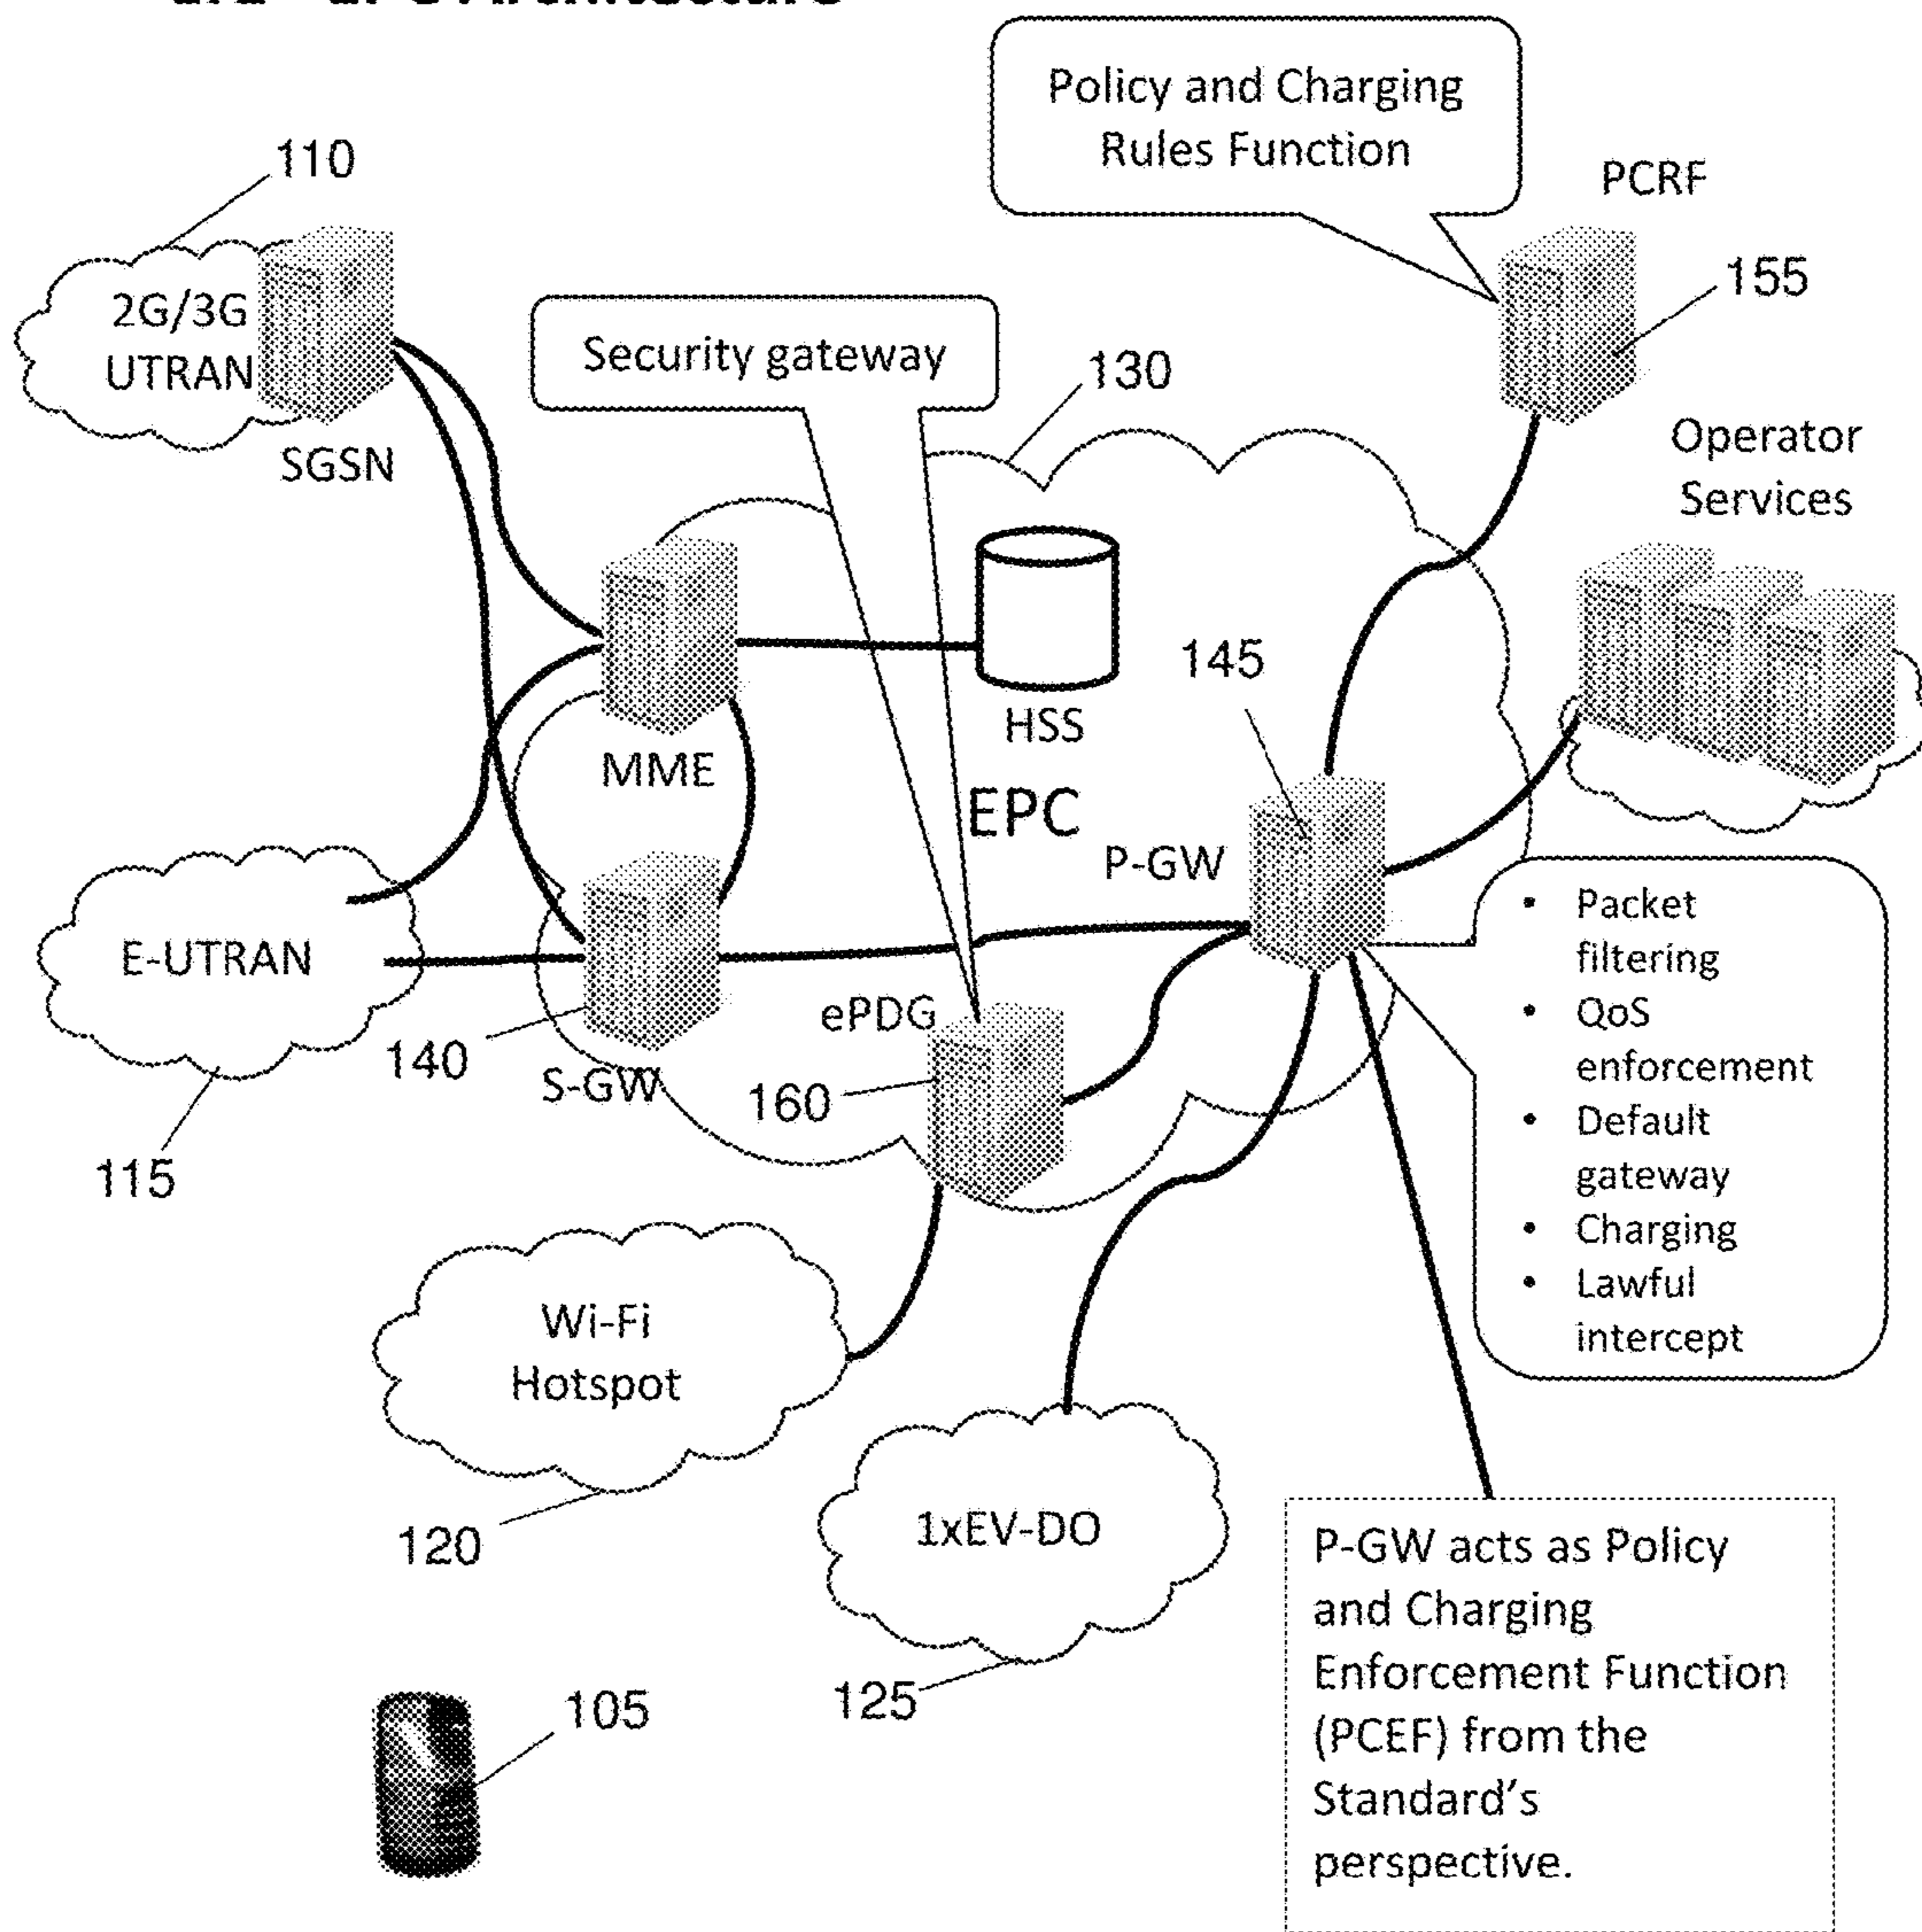 Architecture
Policy and Charging
Rules Function
PCRF
110
155
2G/3G
UTRAN
SGSN
Security gateway
130
Operator
Services
145
HSS
MME
EPC
P-GW
E-UTRAN
ePDG
140
S-GW
160
115
• Packet
filtering
• QoS
enforcement
• Default
gateway
• Charging
• Lawful
intercept
Wi-Fi
Hotspot
120
1xEV-DO
125
105
P-GW acts as Policy
and Charging
Enforcement Function
(PCEF) from the
Standard's
perspective.